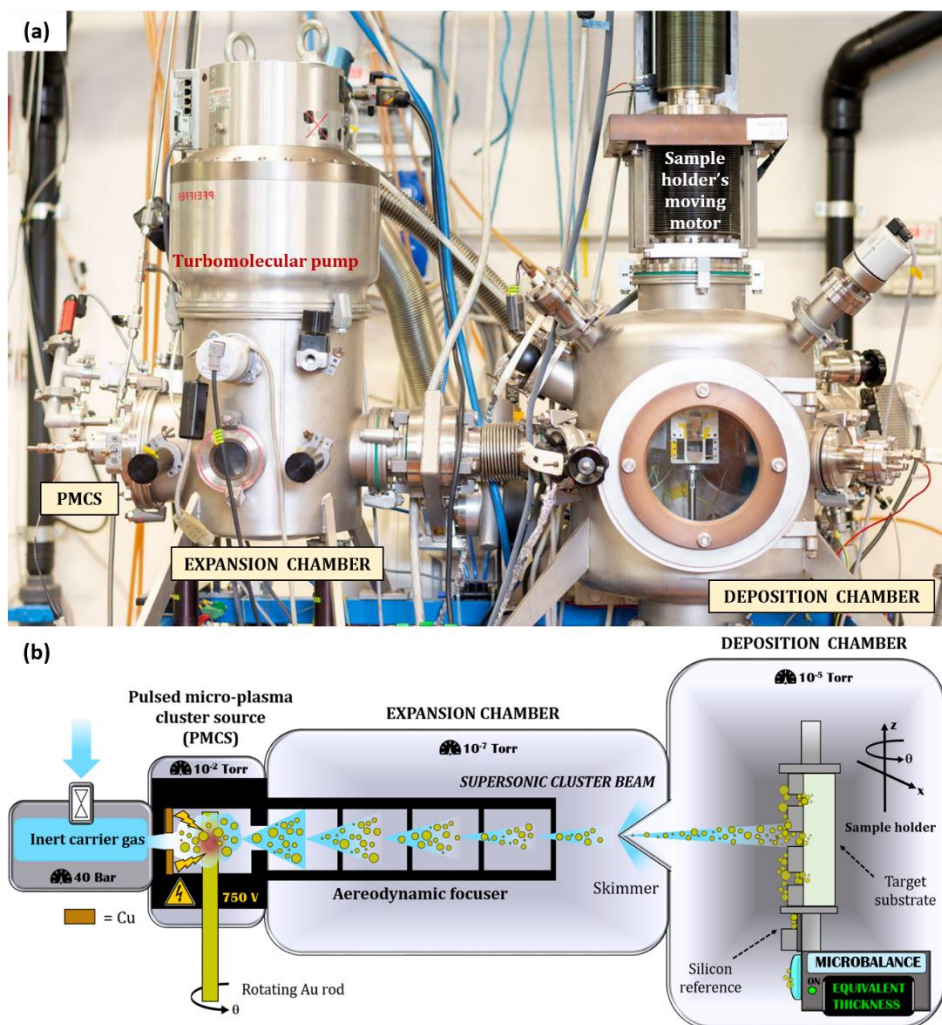 (a)
PFEIFFER
Sample
holder's
moving
motor
Turbomolecular pump
PMCS
EXPANSION CHAMBER
DEPOSITION CHAMBER
(b)
DEPOSITION CHAMBER
10-5 Torr
Pulsed micro-plasma
cluster source
(PMCS)
EXPANSION CHAMBER
10-2 Torr
10-7 Torr
SUPERSONIC CLUSTER BEAM
z
θ
x
Inert carrier gas
Sample holder
40 Bar
750 V
Aereodynamic focuser
Skimmer
Target
substrate
= Cu
Silicon
reference
MICROBALANCE
ON
EQUIVALENT
THICKNESS
Rotating Au rod
θ